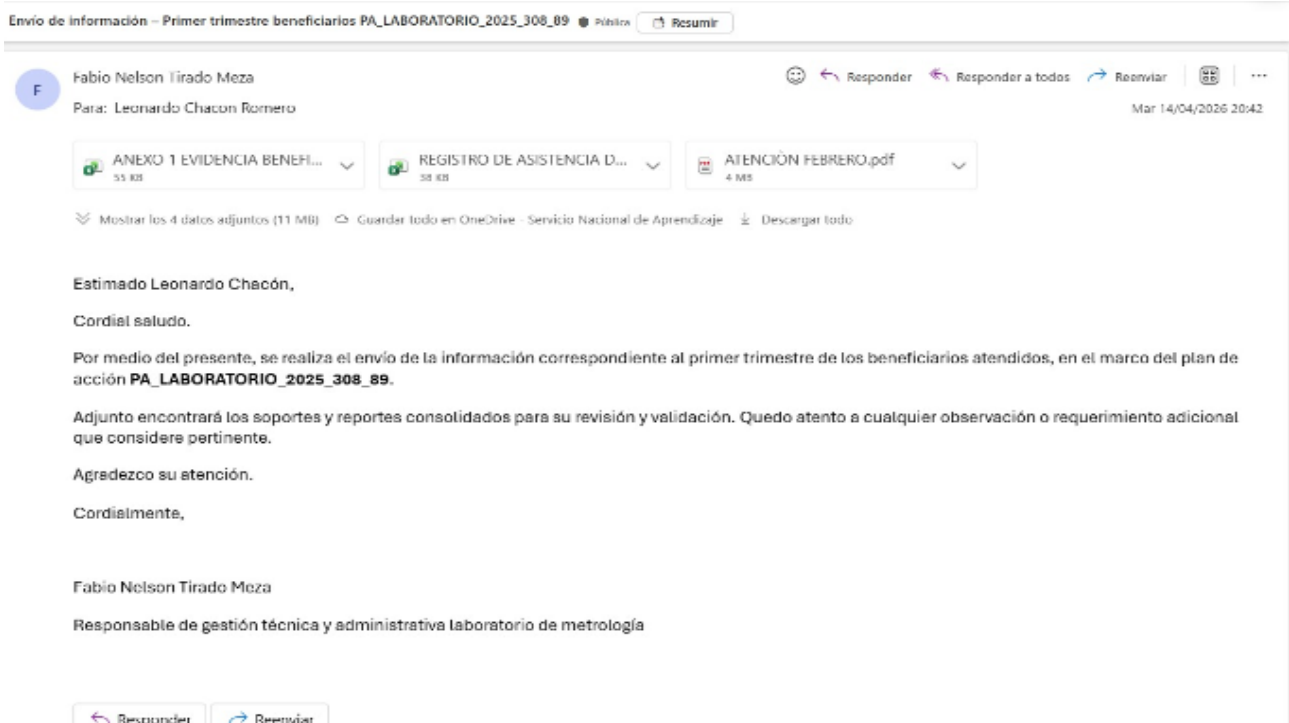 Envío de información – Primer trimestre beneficiarios PA_LABORATORIO_2025_308_89 Pública Resumir
F
Fabio Nelson Tirado Meza
Responder Responder a todos Reenviar
Para: Leonardo Chacon Romero
Mar 14/04/2026 20:42
ANEXO 1 EVIDENCIA BENEFI...
55 KB
REGISTRO DE ASISTENCIA D...
38 KB
ATENCIÓN FEBRERO.pdf
4 MB
Mostrar los 4 datos adjuntos (11 MB) Guardar todo en OneDrive - Servicio Nacional de Aprendizaje Descargar todo
Estimado Leonardo Chacón,
Cordial saludo.
Por medio del presente, se realiza el envío de la información correspondiente al primer trimestre de los beneficiarios atendidos, en el marco del plan de
acción PA_LABORATORIO_2025_308_89.
Adjunto encontrará los soportes y reportes consolidados para su revisión y validación. Quedo atento a cualquier observación o requerimiento adicional
que considere pertinente.
Agradezco su atención.
Cordialmente,
Fabio Nelson Tirado Meza
Responsable de gestión técnica y administrativa laboratorio de metrología
Responder Reenviar